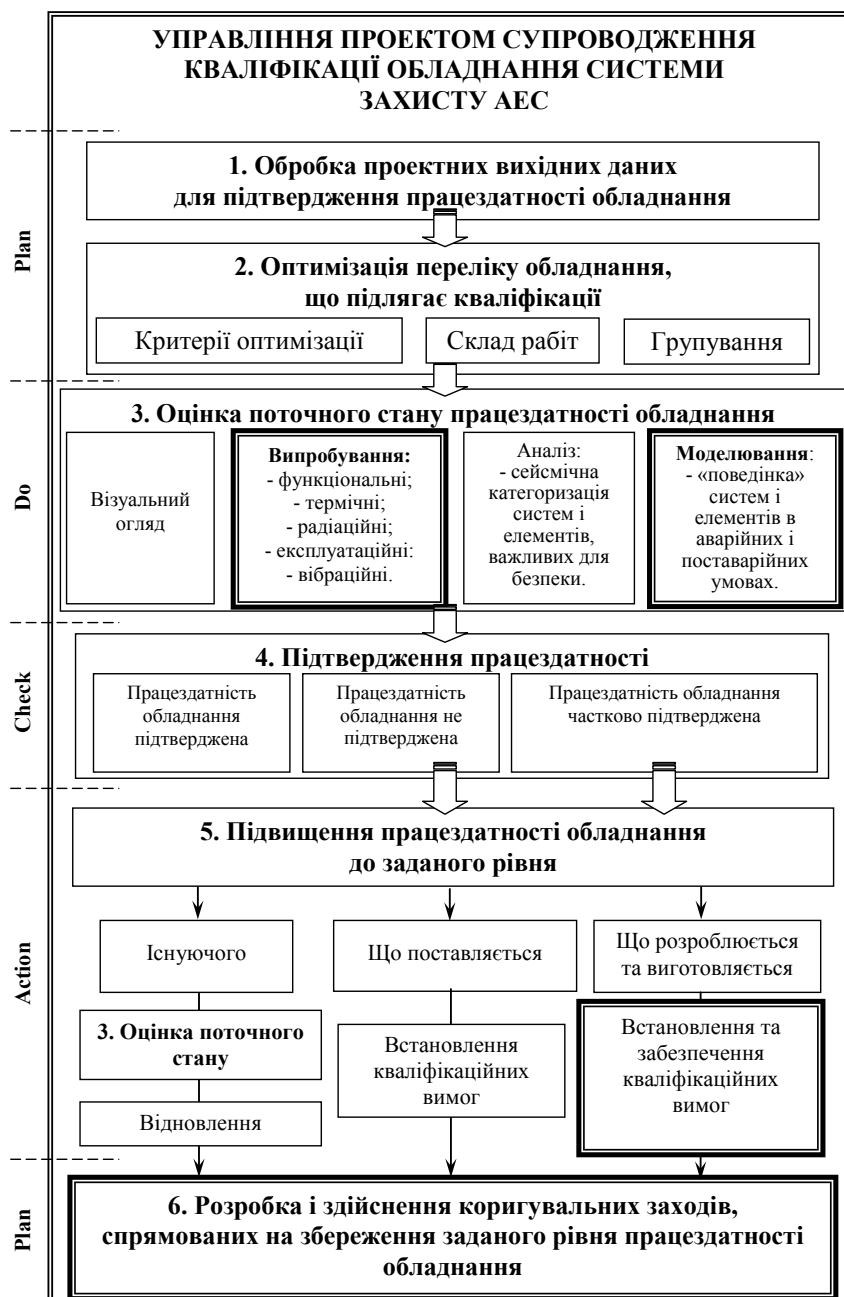 УПРАВЛІННЯ ПРОЕКТОМ СУПРОВОДЖЕННЯ
КВАЛІФІКАЦІЇ ОБЛАДНАННЯ СИСТЕМИ
ЗАХИСТУ АЕС
Plan
1. Обробка проектних вихідних даних
для підтвердження працездатності обладнання
2. Оптимізація переліку обладнання,
що підлягає кваліфікації
Критерії оптимізації
Склад рабіт
Групування
Do
3. Оцінка поточного стану працездатності обладнання
Візуальний
огляд
Випробування:
- функціональні;
- термічні;
- радіаційні;
- експлуатаційні:
- вібраційні.
Аналіз:
- сейсмічна
категоризація
систем і
елементів,
важливих для
безпеки.
Моделювання:
- «поведінка»
систем і
елементів в
аварійних і
поставарійних
умовах.
Check
4. Підтвердження працездатності
Працездатність
обладнання
підтверджена
Працездатність
обладнання не
підтверджена
Працездатність обладнання
частково підтверджена
Action
5. Підвищення працездатності обладнання
до заданого рівня
Існуючого
Що поставляється
Що розроблюється
та виготовляється
3. Оцінка поточного
стану
Відновлення
Встановлення
кваліфікаційних
вимог
Встановлення та
забезпечення
кваліфікаційних
вимог
Plan
6. Розробка і здійснення коригувальних заходів,
спрямованих на збереження заданого рівня працездатності
обладнання